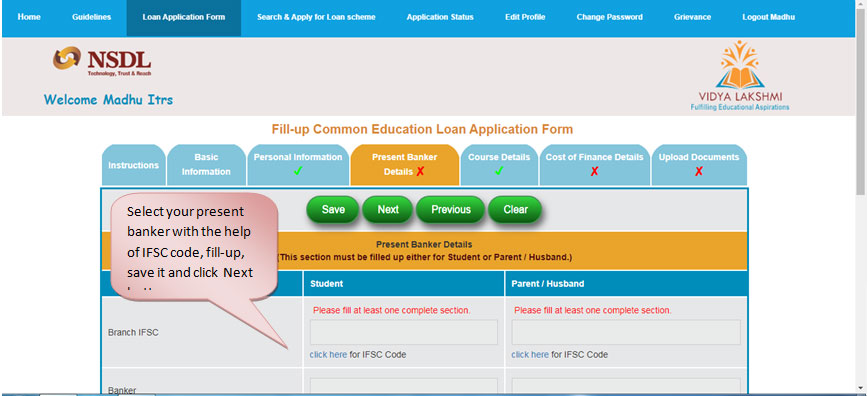 Home Guidelines Loan Application Form Search & Apply for Loan scheme Application Status Edit Profile Change Password Grievance Logout Madhu
NSDL
Technology, Trust & Reach
Welcome Madhu Itrs
VIDYA LAKSHMI
Fulfilling Educational Aspirations
Fill-up Common Education Loan Application Form
Instructions
Basic
Information
Personal Information
✓
Present Banker
Details ✗
Course Details
✓
Cost of Finance Details
✗
Upload Documents
✗
Save Next Previous Clear
Select your present
banker with the help
of IFSC code, fill-up,
save it and click Next
Present Banker Details
(This section must be filled up either for Student or Parent / Husband.)
Student Parent / Husband
Please fill at least one complete section. Please fill at least one complete section.
Branch IFSC
click here for IFSC Code click here for IFSC Code
Banker